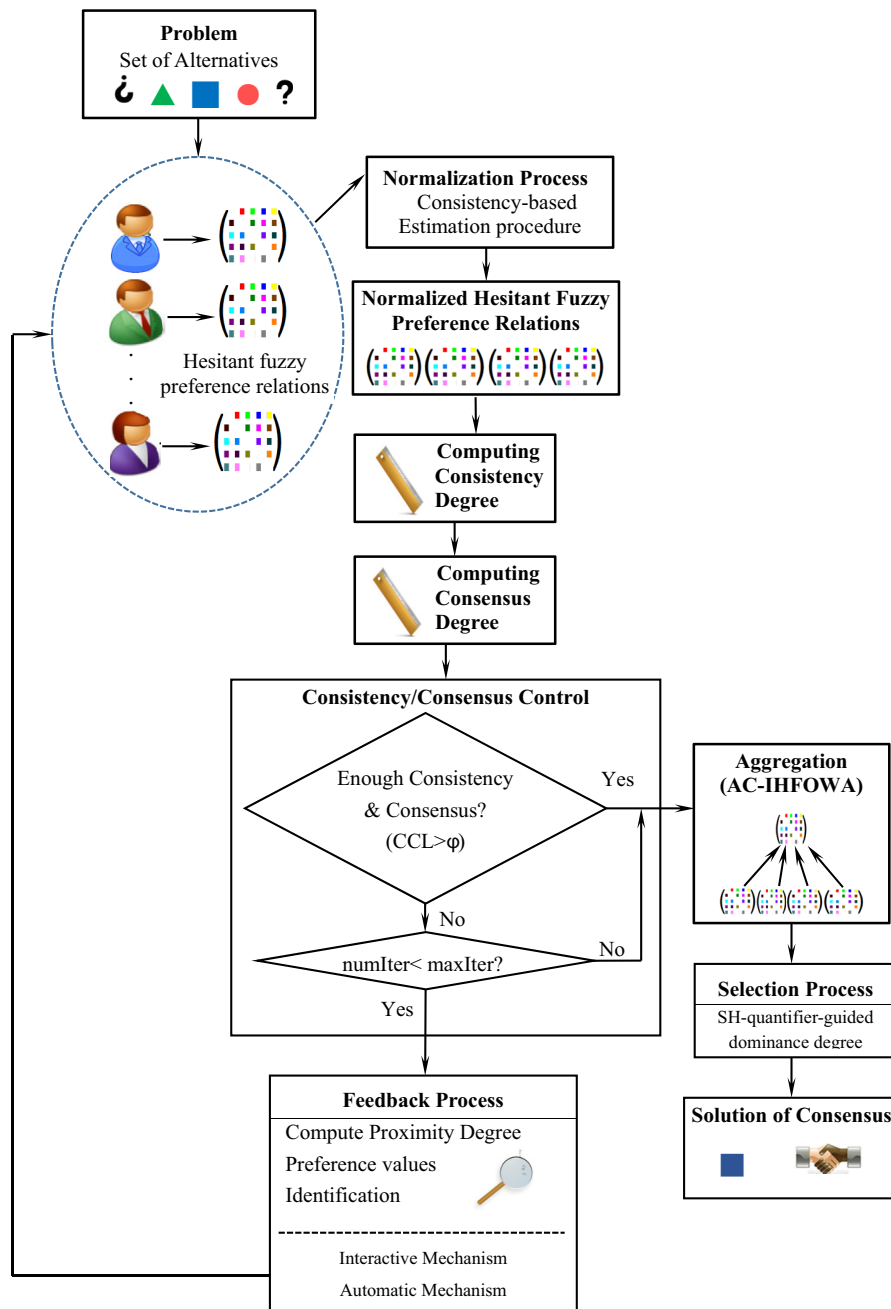 Problem
Set of Alternatives
¿ ?
Normalization Process
Consistency-based
Estimation procedure
Hesitant fuzzy
preference relations
Normalized Hesitant Fuzzy
Preference Relations
Computing
Consistency
Degree
Computing
Consensus
Degree
Consistency/Consensus Control
Enough Consistency
& Consensus?
(CCL>φ)
Yes
No
numIter< maxIter?
No
Yes
Aggregation
(AC-IHFOWA)
Selection Process
SH-quantifier-guided
dominance degree
Solution of Consensus
Feedback Process
Compute Proximity Degree
Preference values
Identification
Interactive Mechanism
Automatic Mechanism